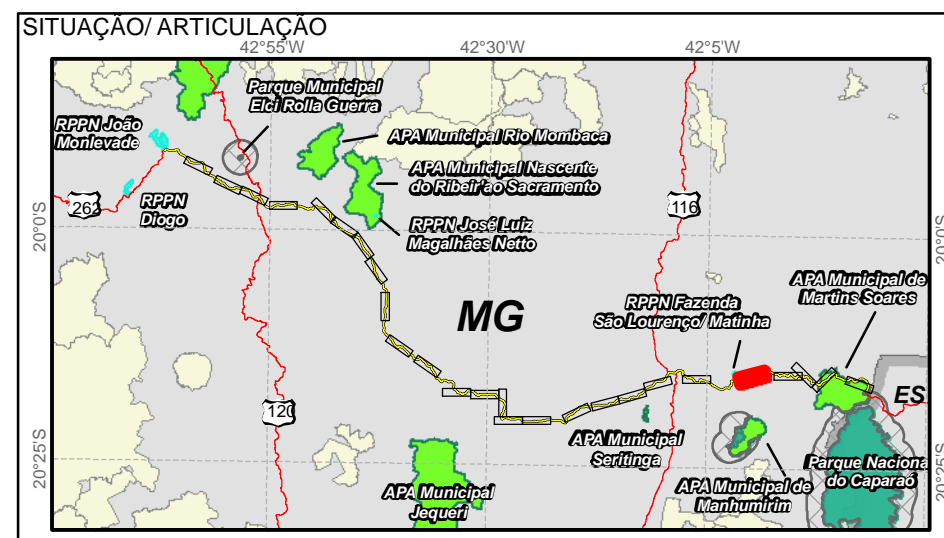 SITUAÇÃO/ ARTICULAÇÃO
42°55'W
42°30'W
42°5'W
Parque Municipal
Elci Rolla Guerra
RPPN João
Monlevade
APA Municipal Rio Mombaca
APA Municipal Nascente
do Ribeir'ao Sacramento
262
RPPN
Diogo
116
RPPN José Luiz
Magalhães Netto
20°0'S
20°0'S
APA Municipal de
Martins Soares
RPPN Fazenda
São Lourenço/ Matinha
MG
ES
120
APA Municipal
Seritinga
20°25'S
20°25'S
Parque Naciona
do Caparaó
APA Municipal
Jequeri
APA Municipal de
Manhumirim